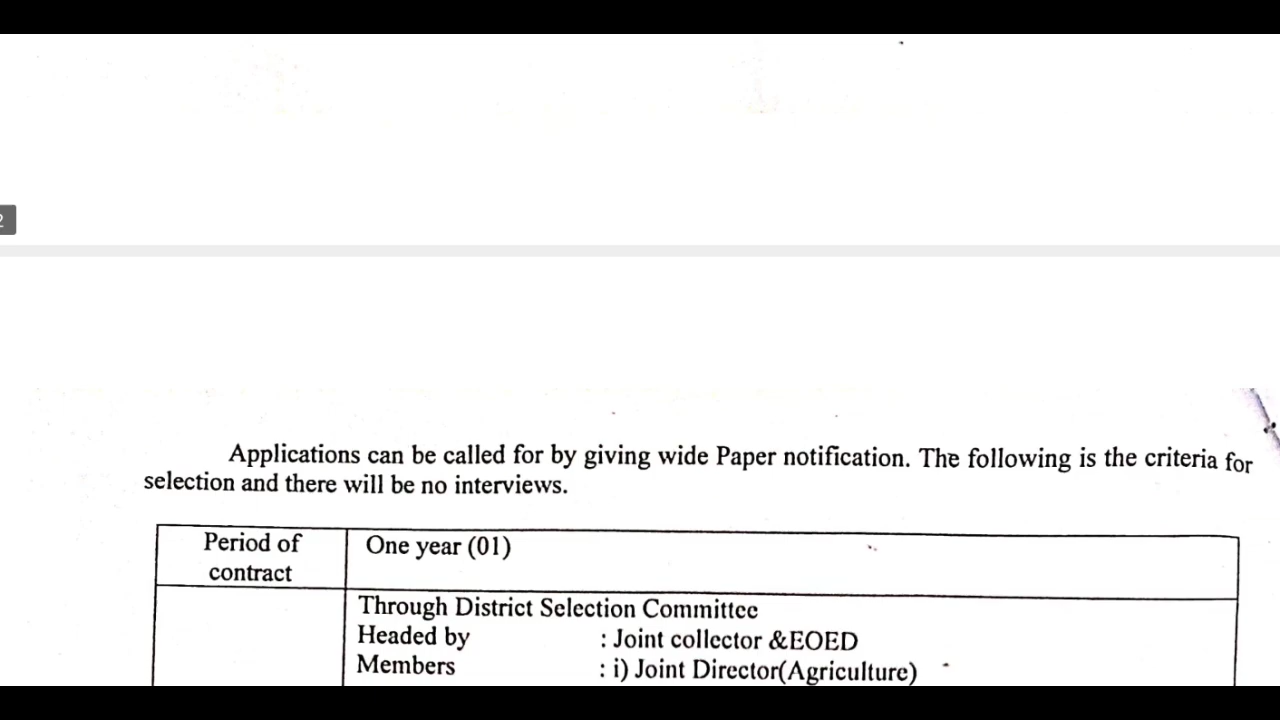 2
Applications can be called for by giving wide Paper notification. The following is the criteria for
selection and there will be no interviews.
Period of
contract
One year (01)
Through District Selection Committee
Headed by : Joint collector &EOED
Members : i) Joint Director(Agriculture)